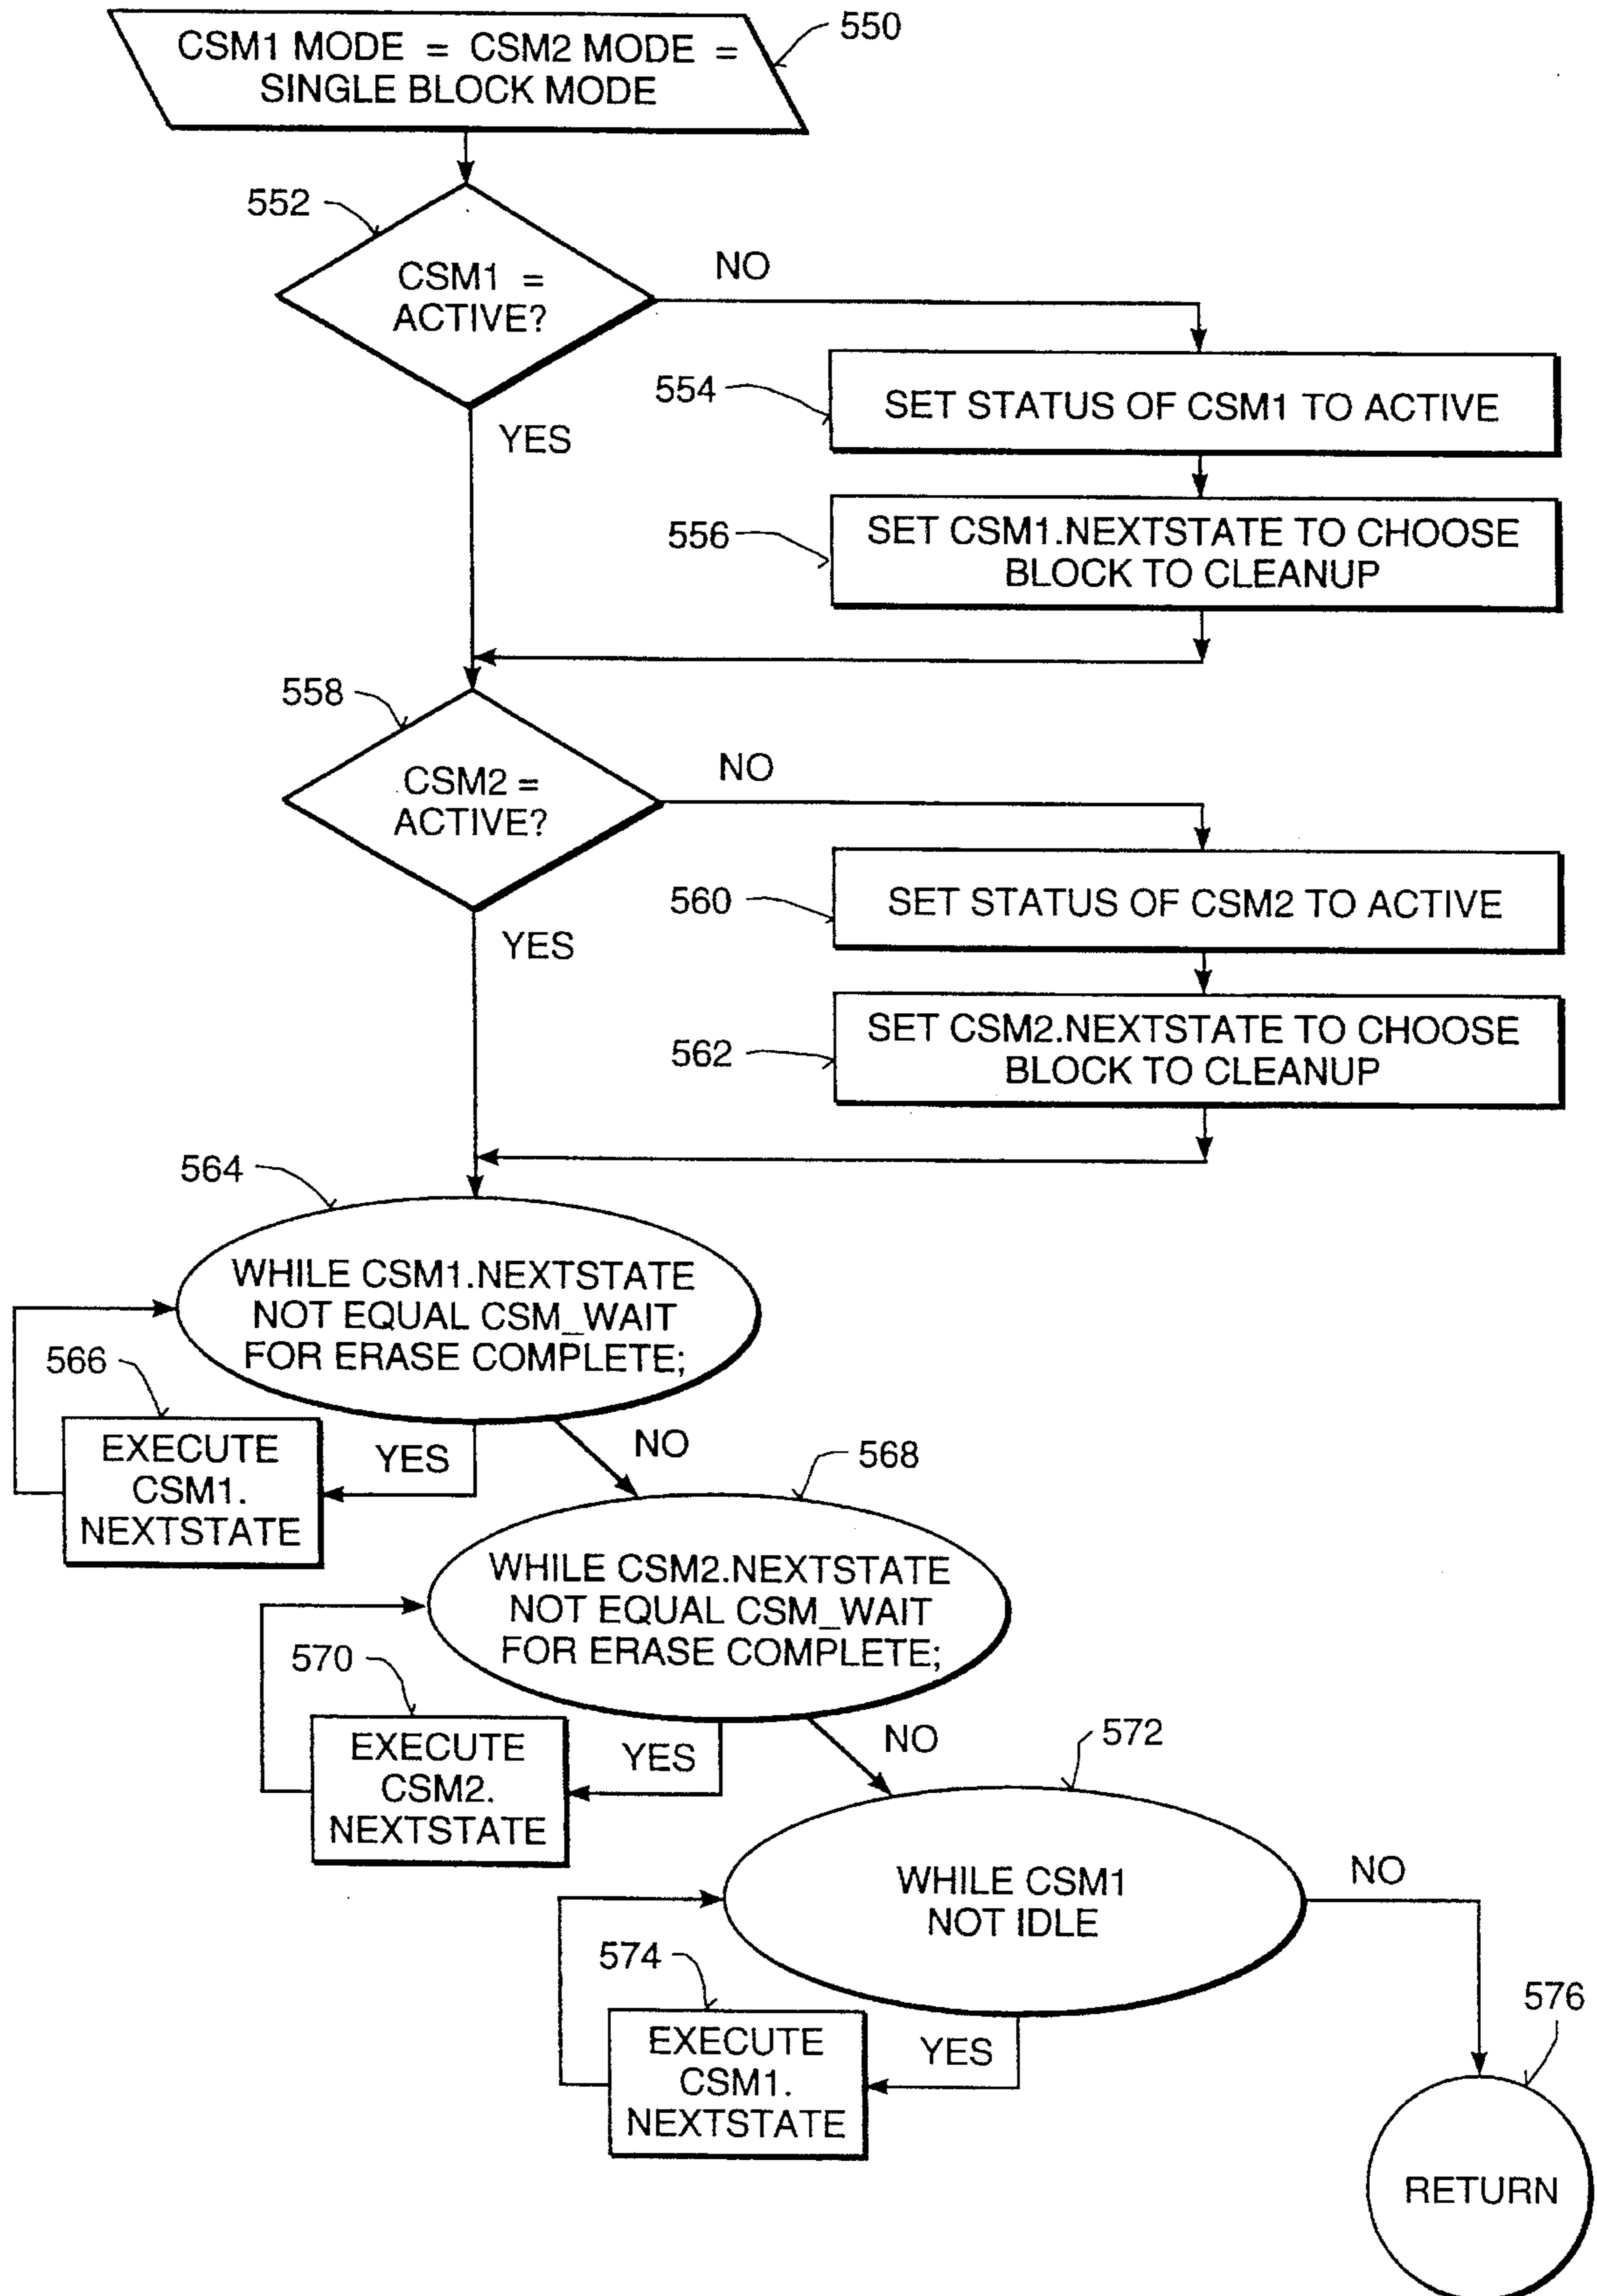 550
CSM1 MODE = CSM2 MODE =
SINGLE BLOCK MODE
552
CSM1 =
ACTIVE?
NO
YES
554
SET STATUS OF CSM1 TO ACTIVE
556
SET CSM1.NEXTSTATE TO CHOOSE
BLOCK TO CLEANUP
558
CSM2 =
ACTIVE?
NO
YES
560
SET STATUS OF CSM2 TO ACTIVE
562
SET CSM2.NEXTSTATE TO CHOOSE
BLOCK TO CLEANUP
564
WHILE CSM1.NEXTSTATE
NOT EQUAL CSM_WAIT
FOR ERASE COMPLETE;
566
EXECUTE
CSM1.
NEXTSTATE
YES
NO
568
WHILE CSM2.NEXTSTATE
NOT EQUAL CSM_WAIT
FOR ERASE COMPLETE;
570
EXECUTE
CSM2.
NEXTSTATE
YES
NO
572
WHILE CSM1
NOT IDLE
NO
574
EXECUTE
CSM1.
NEXTSTATE
YES
576
RETURN